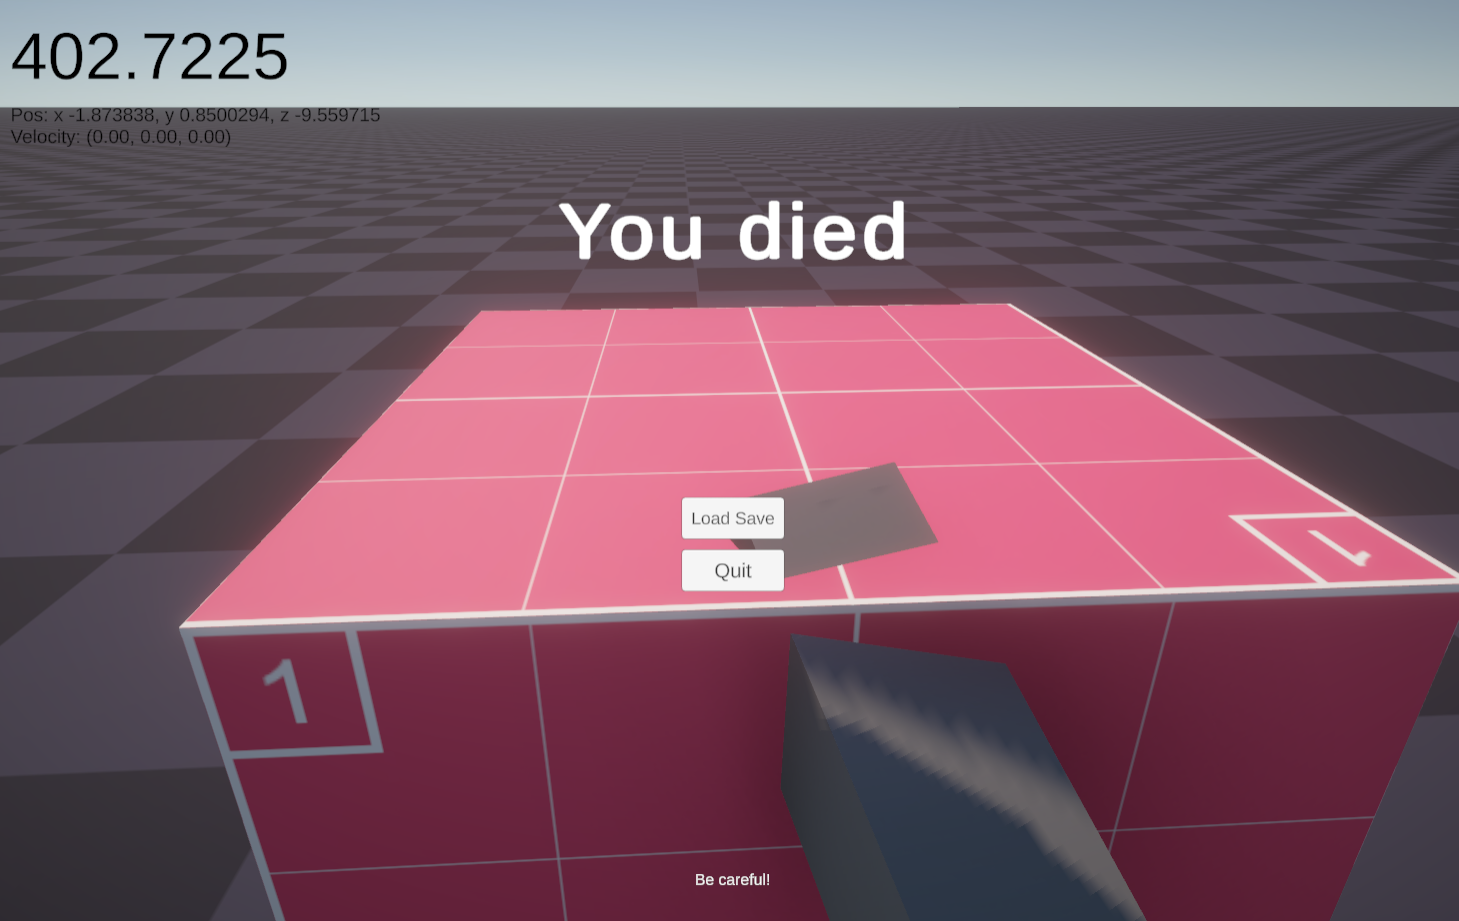 402.7225
Pos: x -1.873838, y 0.8500294, z -9.559715
Velocity: (0.00, 0.00, 0.00)
You died
Load Save
1
Quit
1
Be careful!